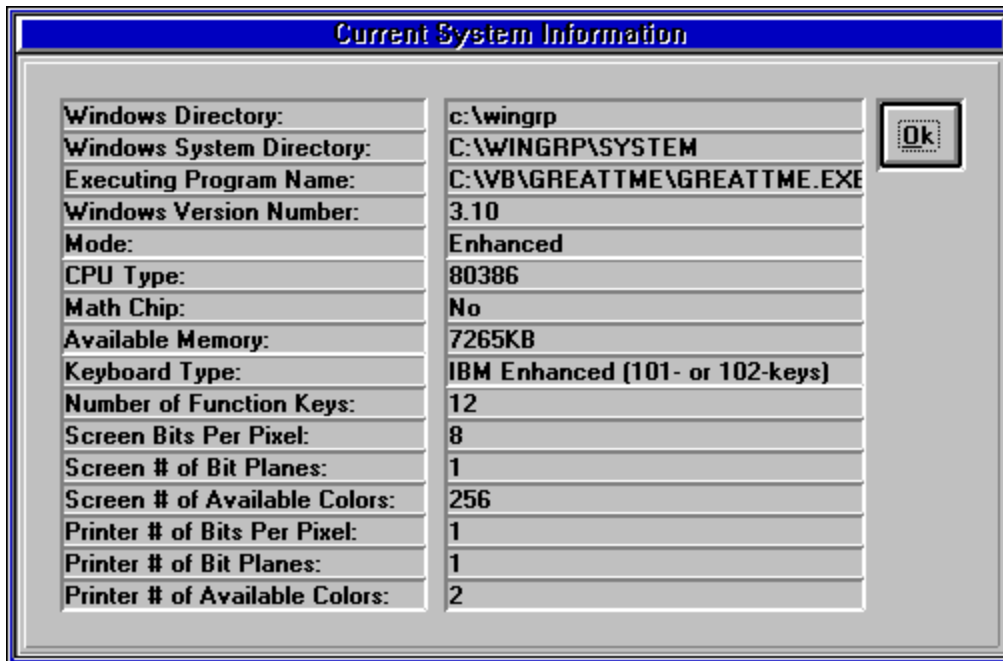 Current System Information
Windows Directory: c:\wingrp
Windows System Directory: C:\WINGRP\SYSTEM
Executing Program Name: C:\VB\GREATTME\GREATTME.EXE
Windows Version Number: 3.10
Mode: Enhanced
CPU Type: 80386
Math Chip: No
Available Memory: 7265KB
Keyboard Type: IBM Enhanced (101- or 102-keys)
Number of Function Keys: 12
Screen Bits Per Pixel: 8
Screen # of Bit Planes: 1
Screen # of Available Colors: 256
Printer # of Bits Per Pixel: 1
Printer # of Bit Planes: 1
Printer # of Available Colors: 2
Ok